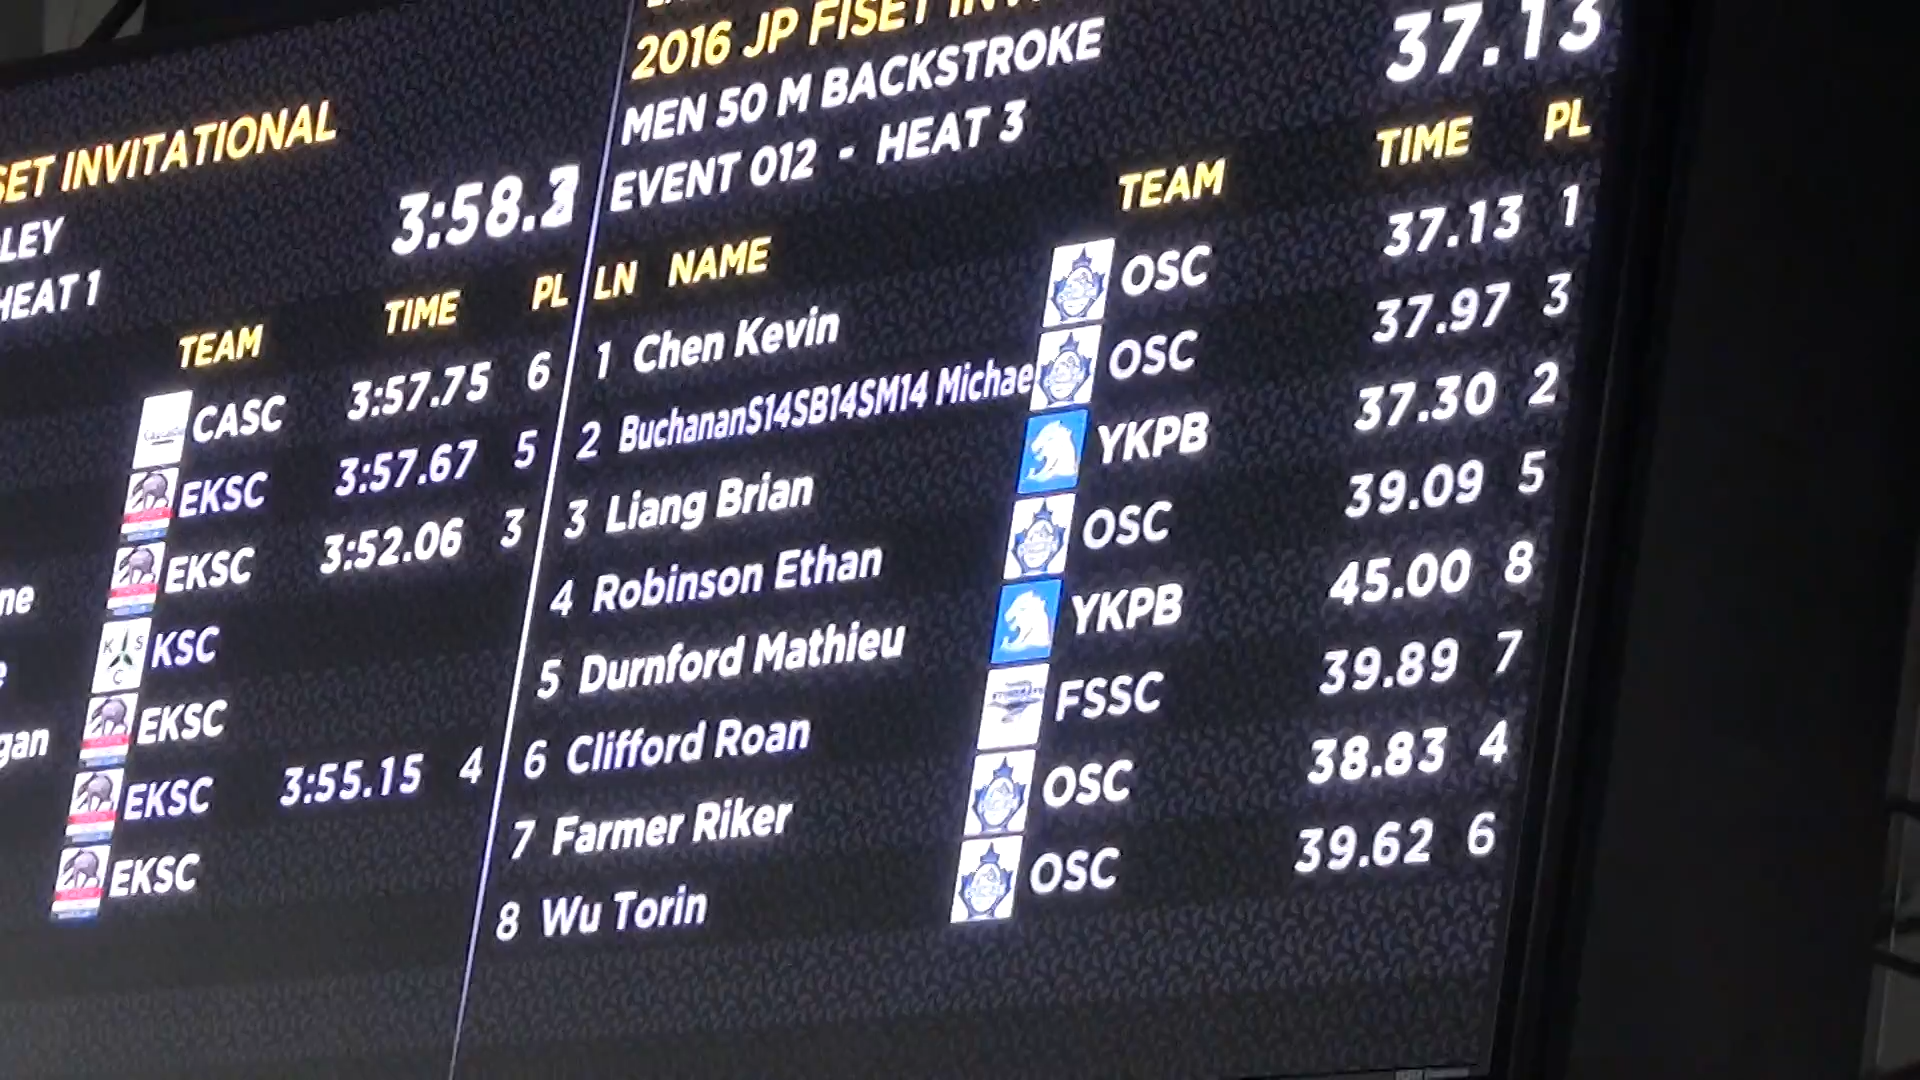 SET INVITATIONAL
LEY
3:58.
HEAT 1
TEAM TIME PL
CASC 3:57.75 6
EKSC 3:57.67 5
EKSC 3:52.06 3
KSC
EKSC
EKSC 3:55.15 4
EKSC
2016 JP FISET
37.13
MEN 50 M BACKSTROKE
EVENT 012 - HEAT 3
LN NAME TEAM TIME PL
1 Chen Kevin OSC 37.13 1
2 BuchananS14SB14SM14 Michae OSC 37.97 3
3 Liang Brian YKPB 37.30 2
4 Robinson Ethan OSC 39.09 5
5 Durnford Mathieu YKPB 45.00 8
6 Clifford Roan FSSC 39.89 7
7 Farmer Riker OSC 38.83 4
8 Wu Torin OSC 39.62 6